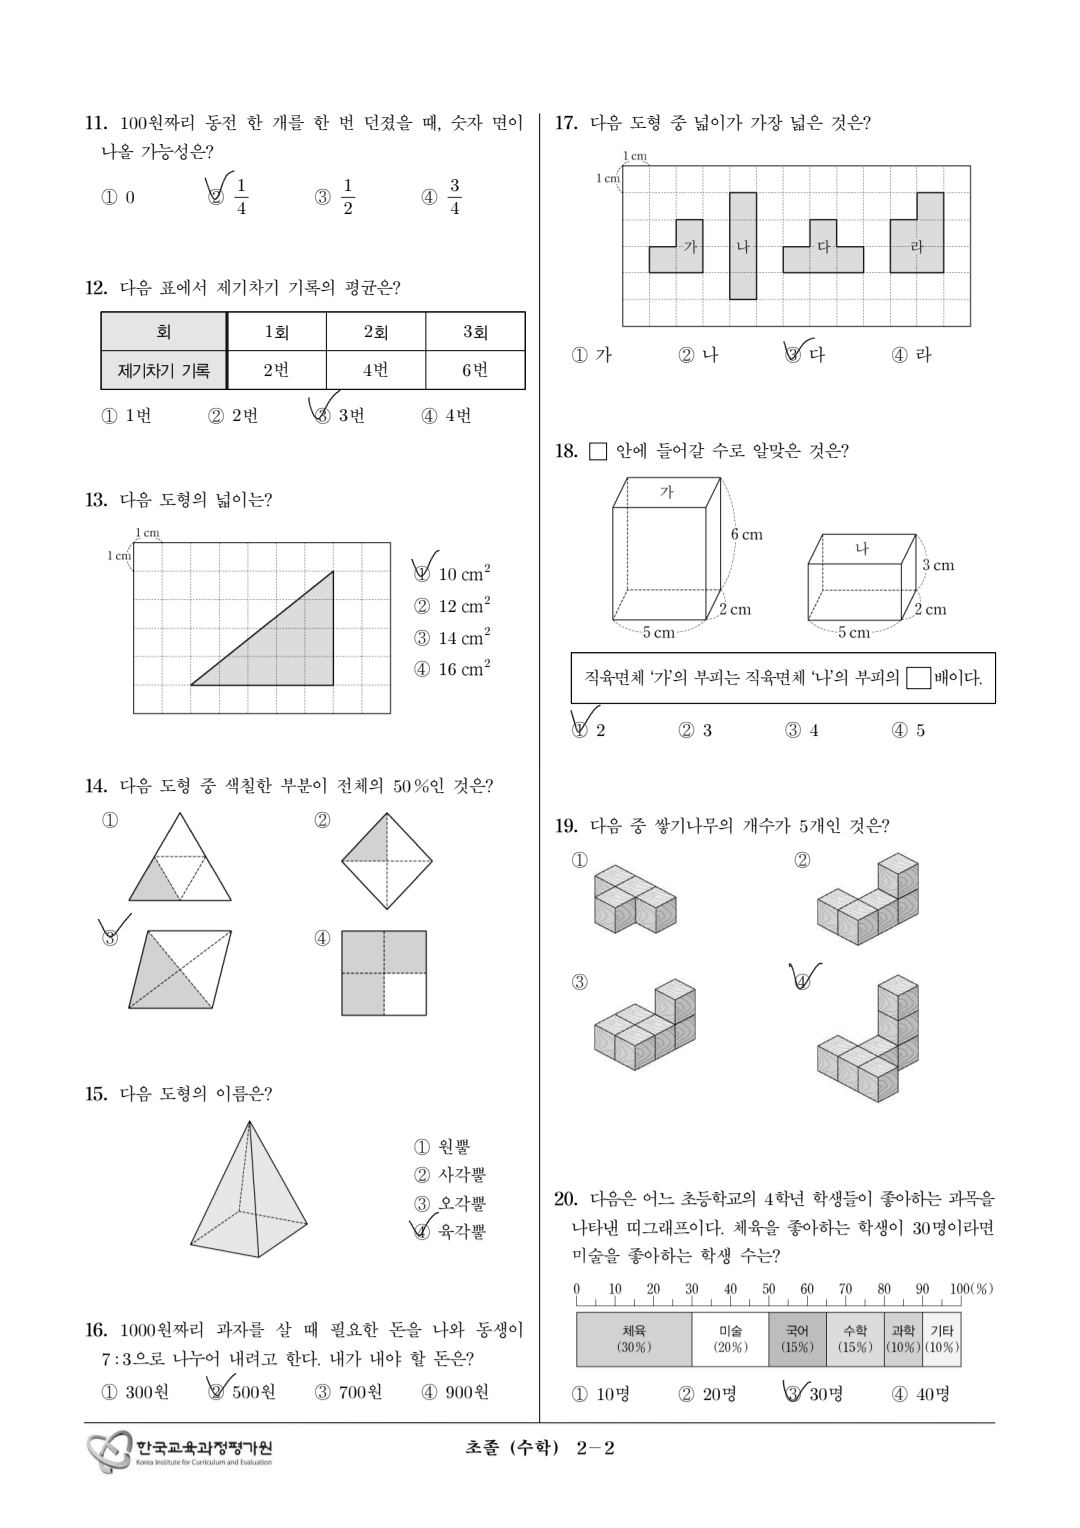 11. 100원짜리 동전 한 개를 한 번 던졌을 때, 숫자 면이
나올 가능성은?
① 0 ② 1/4 ③ 1/2 ④ 3/4
12. 다음 표에서 제기차기 기록의 평균은?
회 1회 2회 3회
제기차기 기록 2번 4번 6번
① 1번 ② 2번 ③ 3번 ④ 4번
13. 다음 도형의 넓이는?
1 cm
1 cm
① 10 cm²
② 12 cm²
③ 14 cm²
④ 16 cm²
14. 다음 도형 중 색칠한 부분이 전체의 50 %인 것은?
① ②
③ ④
15. 다음 도형의 이름은?
① 원뿔
② 사각뿔
③ 오각뿔
④ 육각뿔
16. 1000원짜리 과자를 살 때 필요한 돈을 나와 동생이
7 : 3으로 나누어 내려고 한다. 내가 내야 할 돈은?
① 300원 ② 500원 ③ 700원 ④ 900원
17. 다음 도형 중 넓이가 가장 넓은 것은?
1 cm
1 cm
가 나 다 라
① 가 ② 나 ③ 다 ④ 라
18. □ 안에 들어갈 수로 알맞은 것은?
가
6 cm
2 cm
5 cm
나
3 cm
2 cm
5 cm
직육면체 '가'의 부피는 직육면체 '나'의 부피의 □배이다.
① 2 ② 3 ③ 4 ④ 5
19. 다음 중 쌓기나무의 개수가 5개인 것은?
① ②
③ ④
20. 다음은 어느 초등학교의 4학년 학생들이 좋아하는 과목을
나타낸 띠그래프이다. 체육을 좋아하는 학생이 30명이라면
미술을 좋아하는 학생 수는?
0 10 20 30 40 50 60 70 80 90 100(%)
체육 미술 국어 수학 과학 기타
(30%) (20%) (15%) (15%) (10%) (10%)
① 10명 ② 20명 ③ 30명 ④ 40명
한국교육과정평가원
Korea Institute for Curriculum and Evaluation
초졸 (수학) 2－2